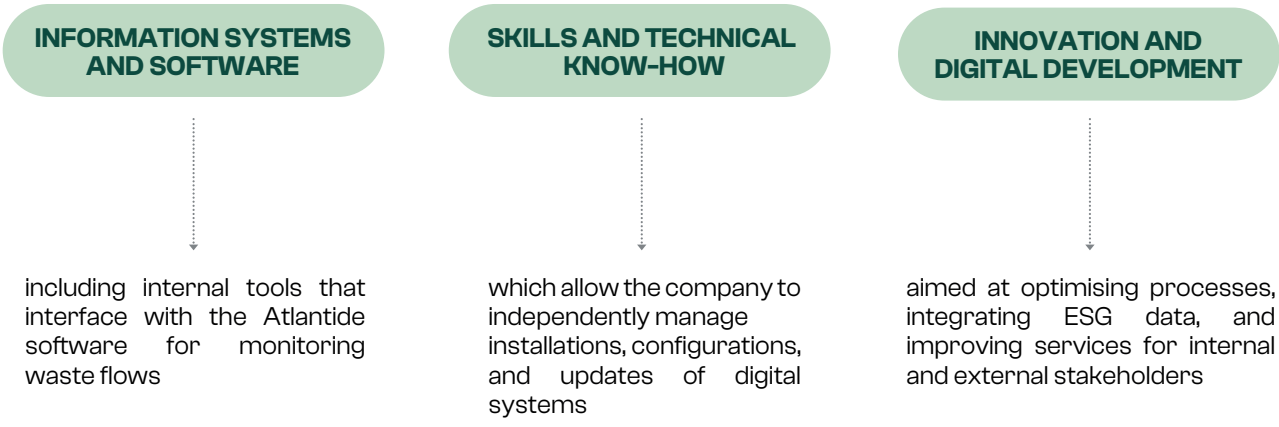 INFORMATION SYSTEMS
AND SOFTWARE
including internal tools that
interface with the Atlantide
software for monitoring
waste flows
SKILLS AND TECHNICAL
KNOW-HOW
which allow the company to
independently manage
installations, configurations,
and updates of digital
systems
INNOVATION AND
DIGITAL DEVELOPMENT
aimed at optimising processes,
integrating ESG data, and
improving services for internal
and external stakeholders